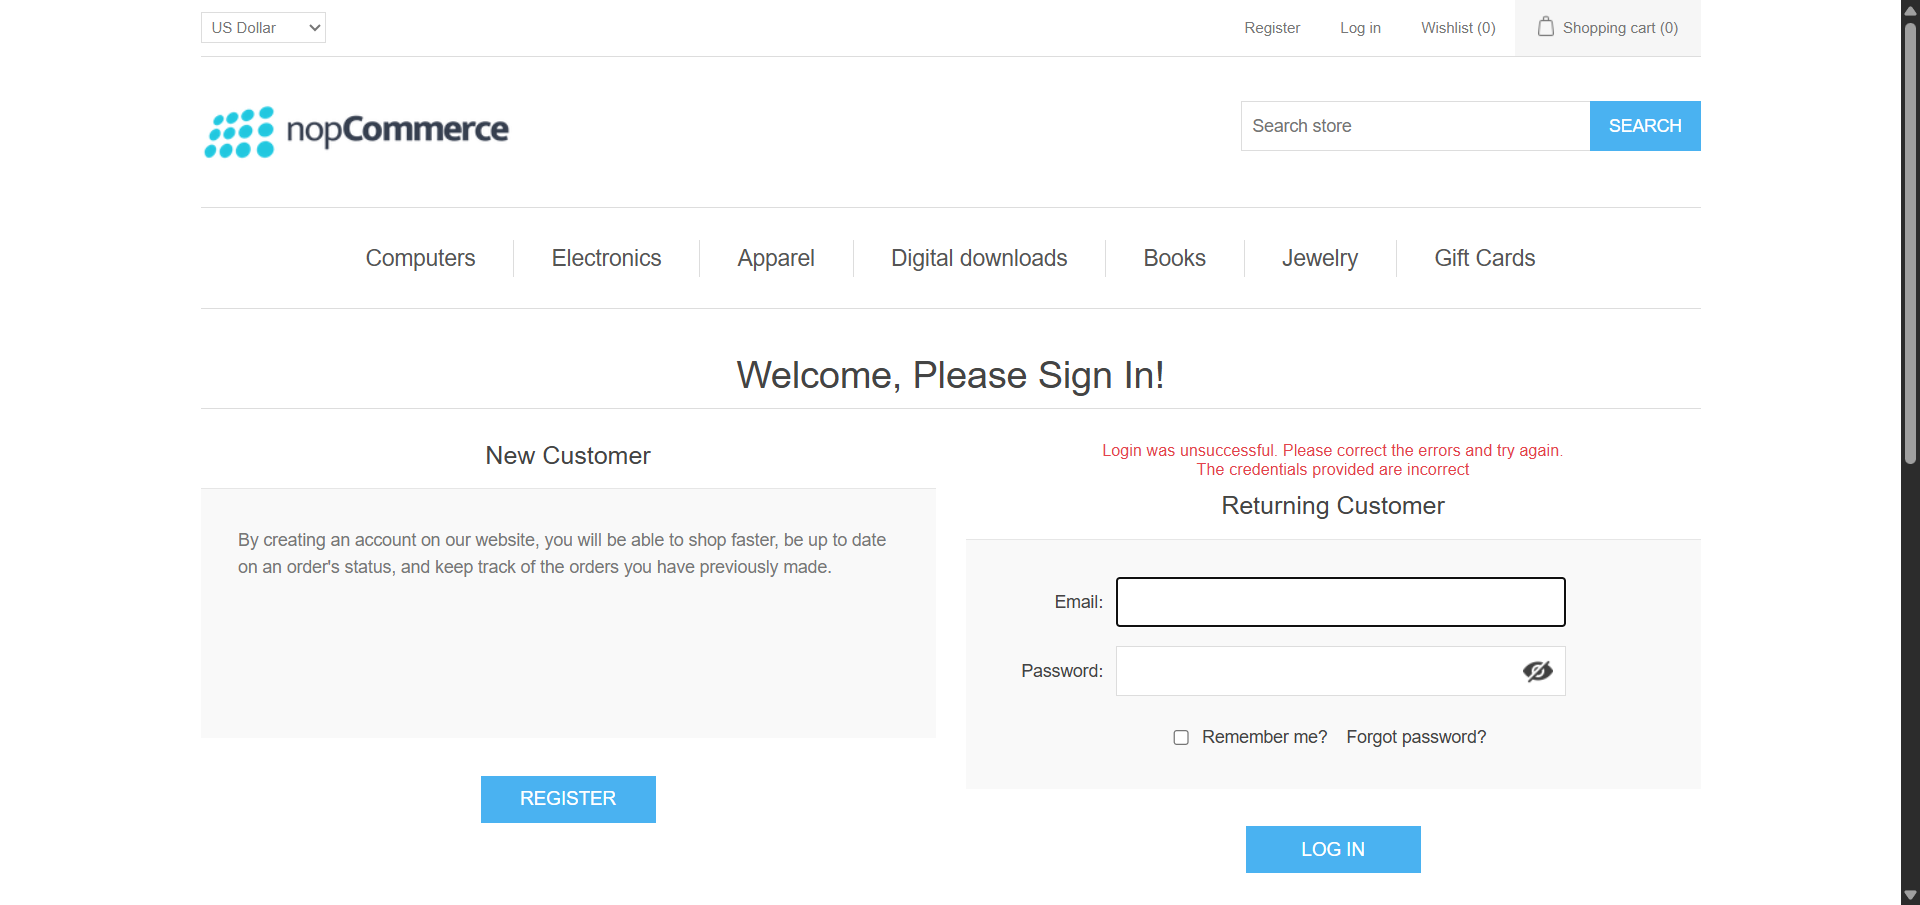 US Dollar
Register
Log in
Wishlist (0)
Shopping cart (0)
nopCommerce
Search store
SEARCH
Computers
Electronics
Apparel
Digital downloads
Books
Jewelry
Gift Cards
Welcome, Please Sign In!
New Customer
By creating an account on our website, you will be able to shop faster, be up to date
on an order's status, and keep track of the orders you have previously made.
REGISTER
Login was unsuccessful. Please correct the errors and try again.
The credentials provided are incorrect
Returning Customer
Email:
Password:
Remember me?
Forgot password?
LOG IN